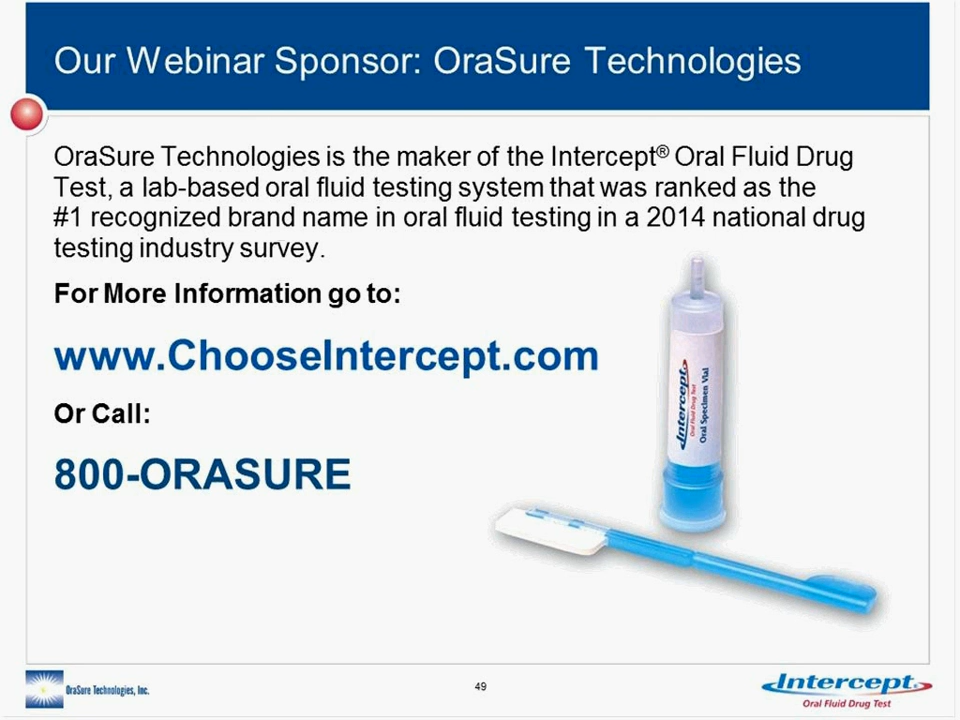 Our Webinar Sponsor: OraSure Technologies
OraSure Technologies is the maker of the Intercept® Oral Fluid Drug
Test, a lab-based oral fluid testing system that was ranked as the
#1 recognized brand name in oral fluid testing in a 2014 national drug
testing industry survey.
For More Information go to:
www.ChooseIntercept.com
Or Call:
800-ORASURE
Intercept
Oral Fluid Drug Test
Oral Specimen Vial
OraSure Technologies, Inc.
49
Intercept®
Oral Fluid Drug Test